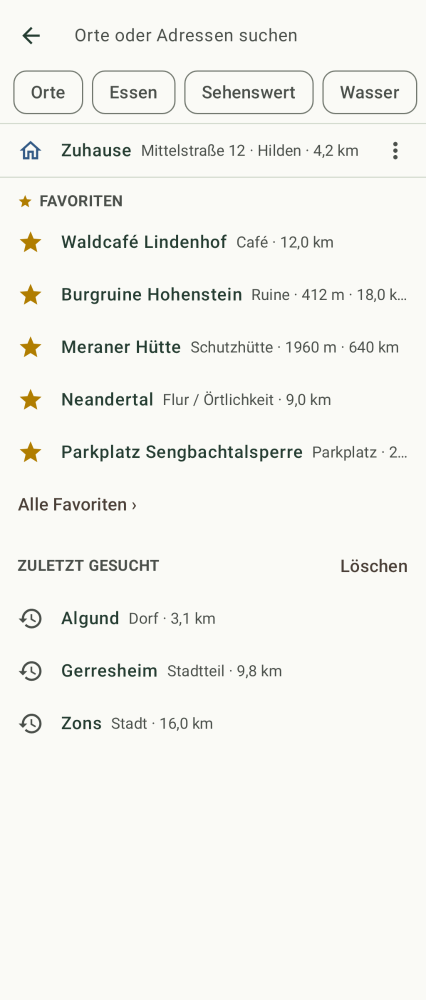 Orte oder Adressen suchen
Orte Essen Sehenswert Wasser
Zuhause Mittelstraße 12 · Hilden · 4,2 km
FAVORITEN
Waldcafé Lindenhof Café · 12,0 km
Burgruine Hohenstein Ruine · 412 m · 18,0 k…
Meraner Hütte Schutzhütte · 1960 m · 640 km
Neandertal Flur / Örtlichkeit · 9,0 km
Parkplatz Sengbachtalsperre Parkplatz · 2…
Alle Favoriten ›
ZULETZT GESUCHT Löschen
Algund Dorf · 3,1 km
Gerresheim Stadtteil · 9,8 km
Zons Stadt · 16,0 km